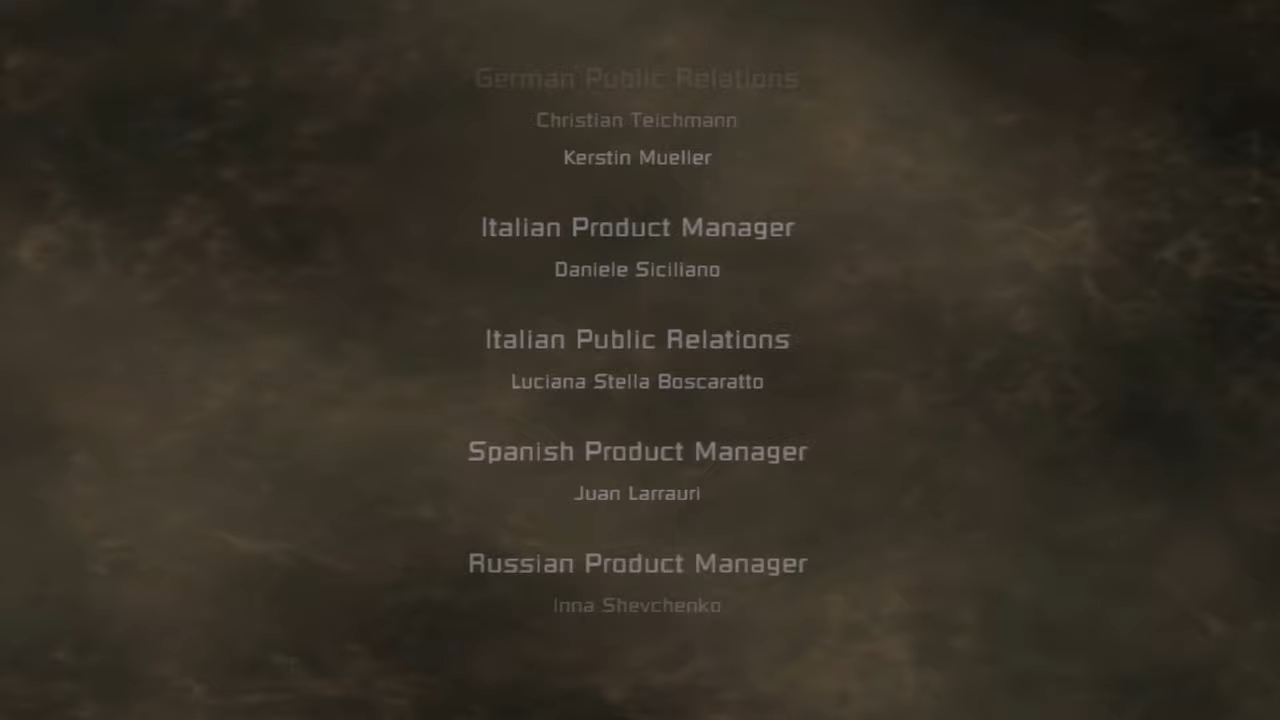 German Public Relations
Christian Teichmann
Kerstin Mueller
Italian Product Manager
Daniele Siciliano
Italian Public Relations
Luciana Stella Boscaratto
Spanish Product Manager
Juan Larrauri
Russian Product Manager
Inna Shevchenko